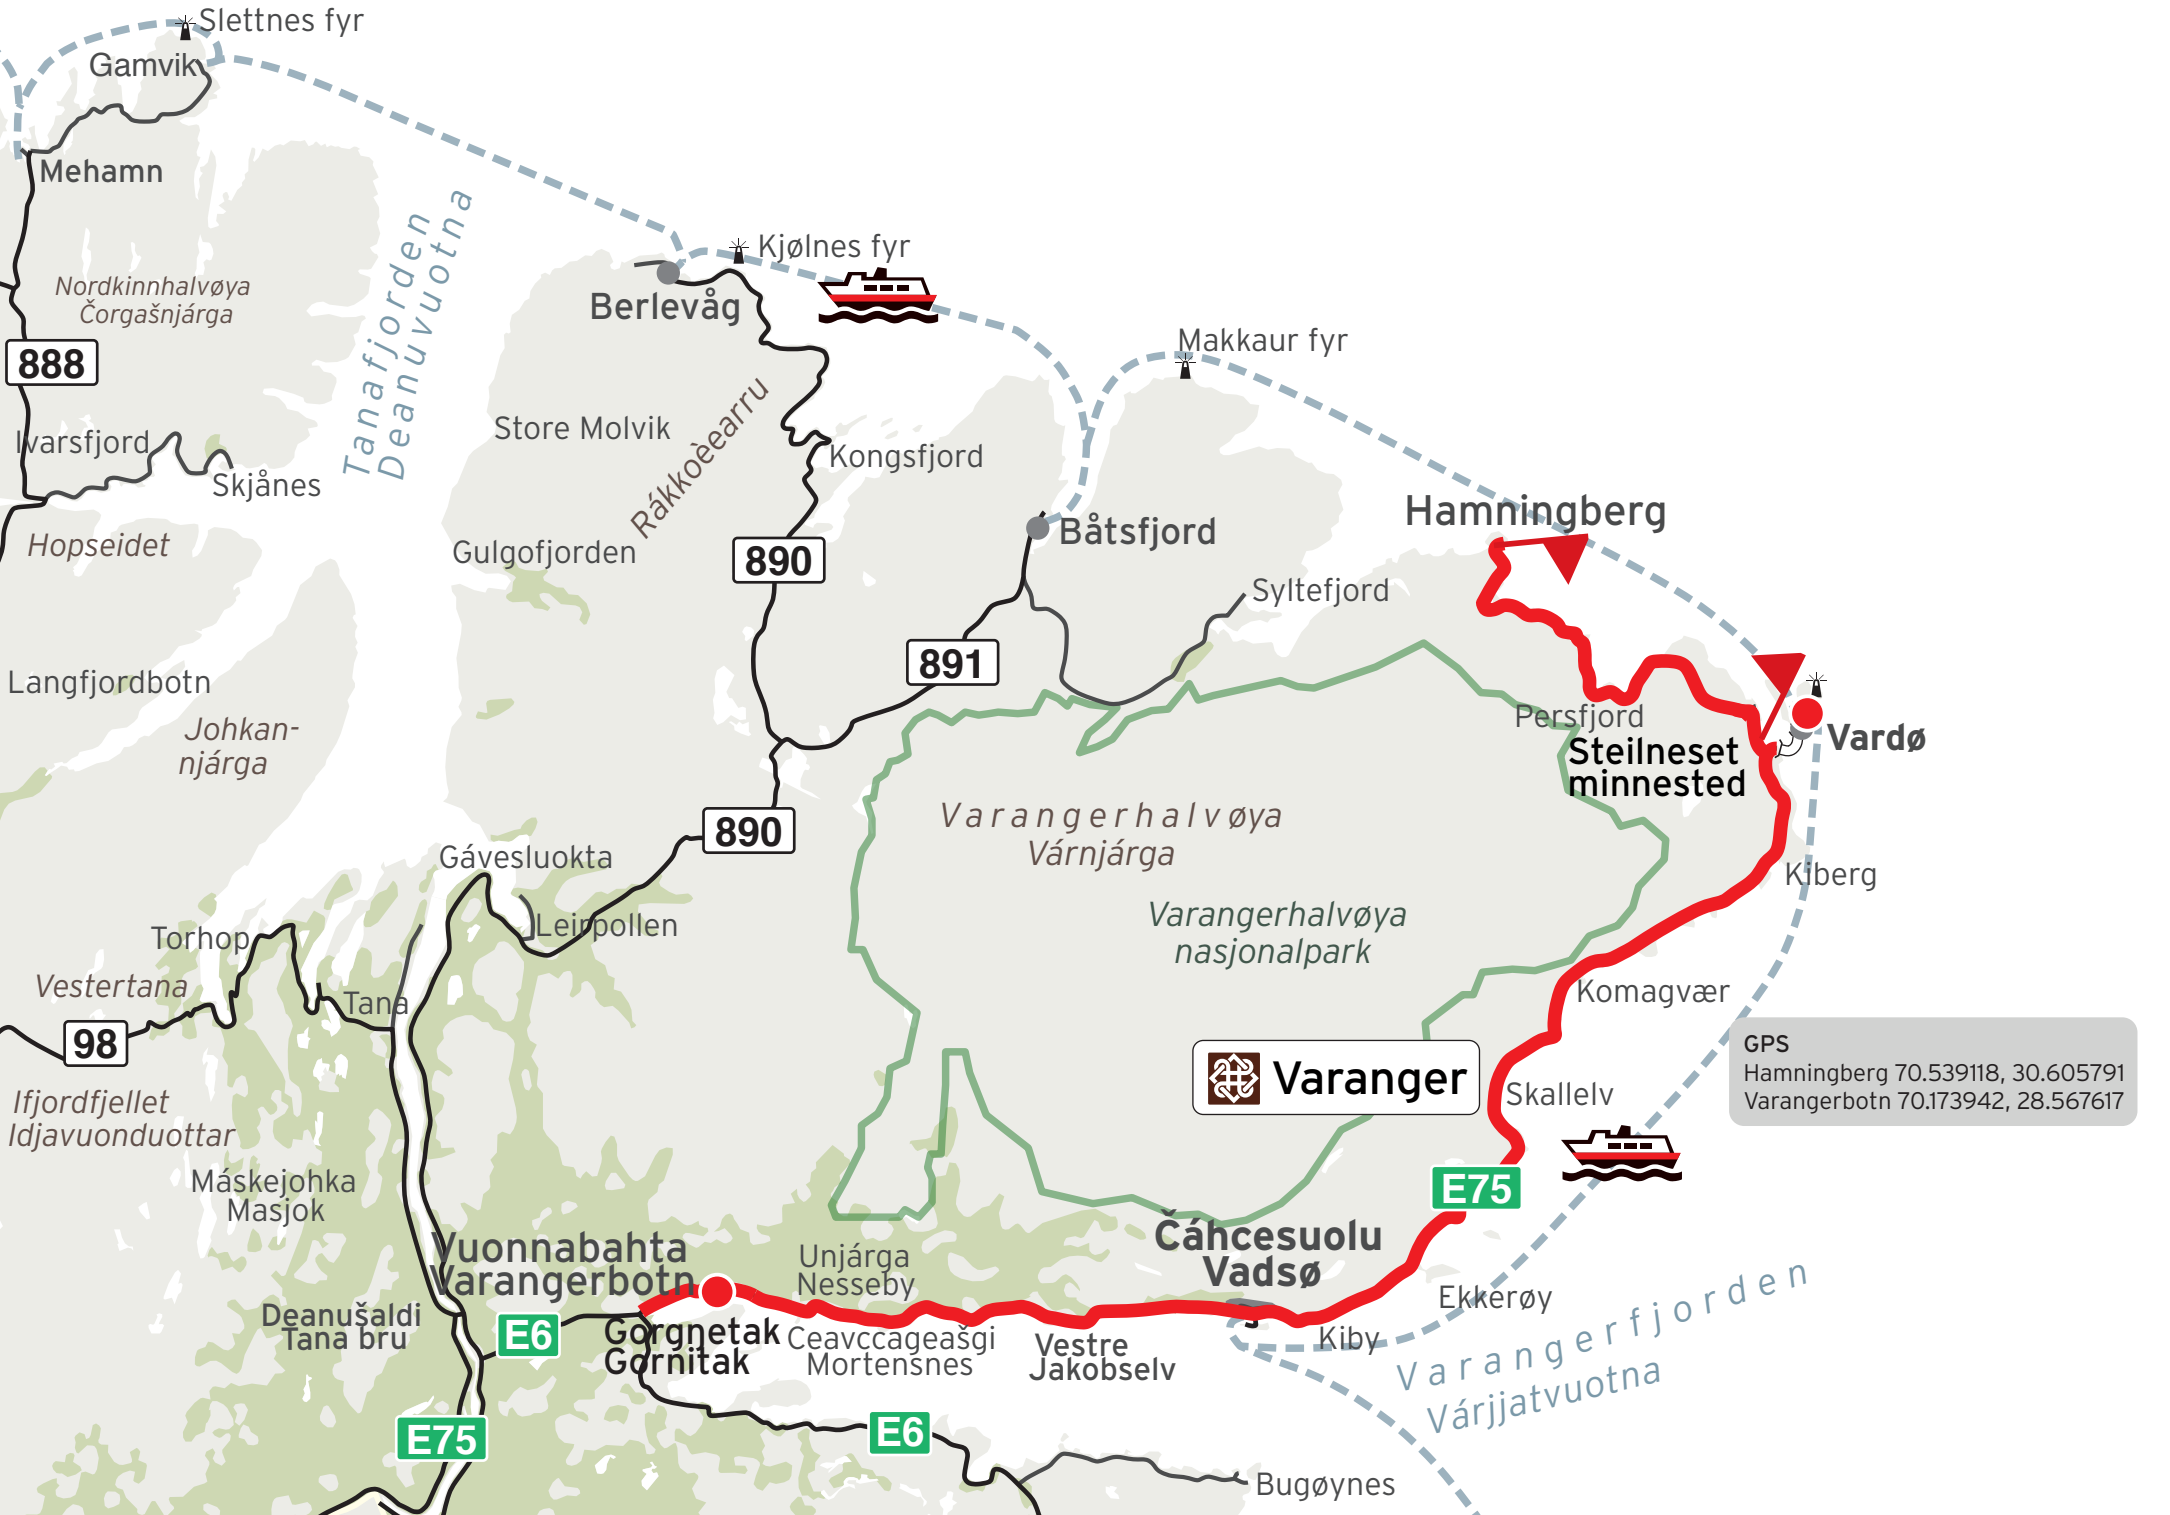 Slettnes fyr
Gamvik
Mehamn
Nordkinnhalvøya
Čorgašnjárga
888
Ivarsfjord
Skjånes
Hopseidet
Tanafjorden
Deanuvuotna
Kjølnes fyr
Berlevåg
Makkaur fyr
Store Molvik
Rákkoèearru
Kongsfjord
Gulgofjorden
890
Båtsfjord
Hamningberg
Syltefjord
891
Langfjordbotn
Johkan-
njárga
Persfjord
Steilneset
minnested
Vardø
890
Varangerhalvøya
Várnjárga
Gávesluokta
Leirpollen
Kiberg
Varangerhalvøya
nasjonalpark
Torhop
Vestertana
Tana
98
Komagvær
Varanger
GPS
Hamningberg 70.539118, 30.605791
Varangerbotn 70.173942, 28.567617
Skallelv
Ifjordfjellet
Idjavuonduottar
Máskejohka
Masjok
E75
Vuonnabahta
Varangerbotn
Unjárga
Nesseby
Čáhcesuolu
Vadsø
Ekkerøy
Deanušaldi
Tana bru
E6
Gorgnetak
Gornitak
Ceavccageašgi
Mortensnes
Vestre
Jakobselv
Kiby
Varangerfjorden
Várjjatvuotna
E75
E6
Bugøynes